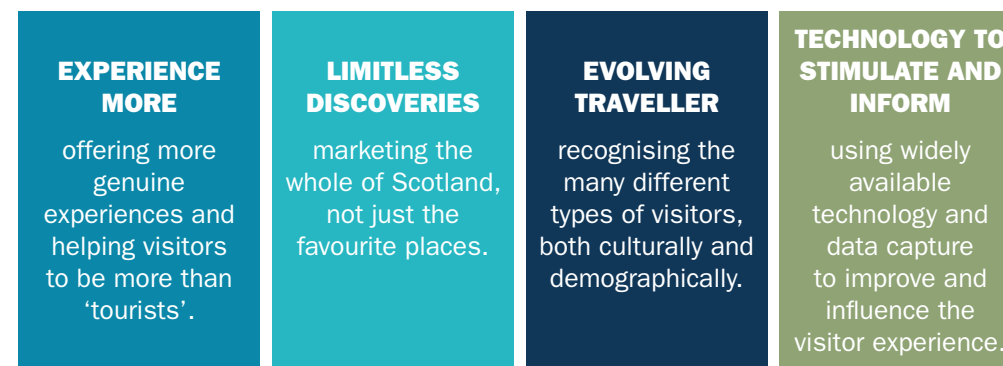 EXPERIENCE
MORE
offering more
genuine
experiences and
helping visitors
to be more than
‘tourists’.
LIMITLESS
DISCOVERIES
marketing the
whole of Scotland,
not just the
favourite places.
EVOLVING
TRAVELLER
recognising the
many different
types of visitors,
both culturally and
demographically.
TECHNOLOGY TO
STIMULATE AND
INFORM
using widely
available
technology and
data capture
to improve and
influence the
visitor experience.